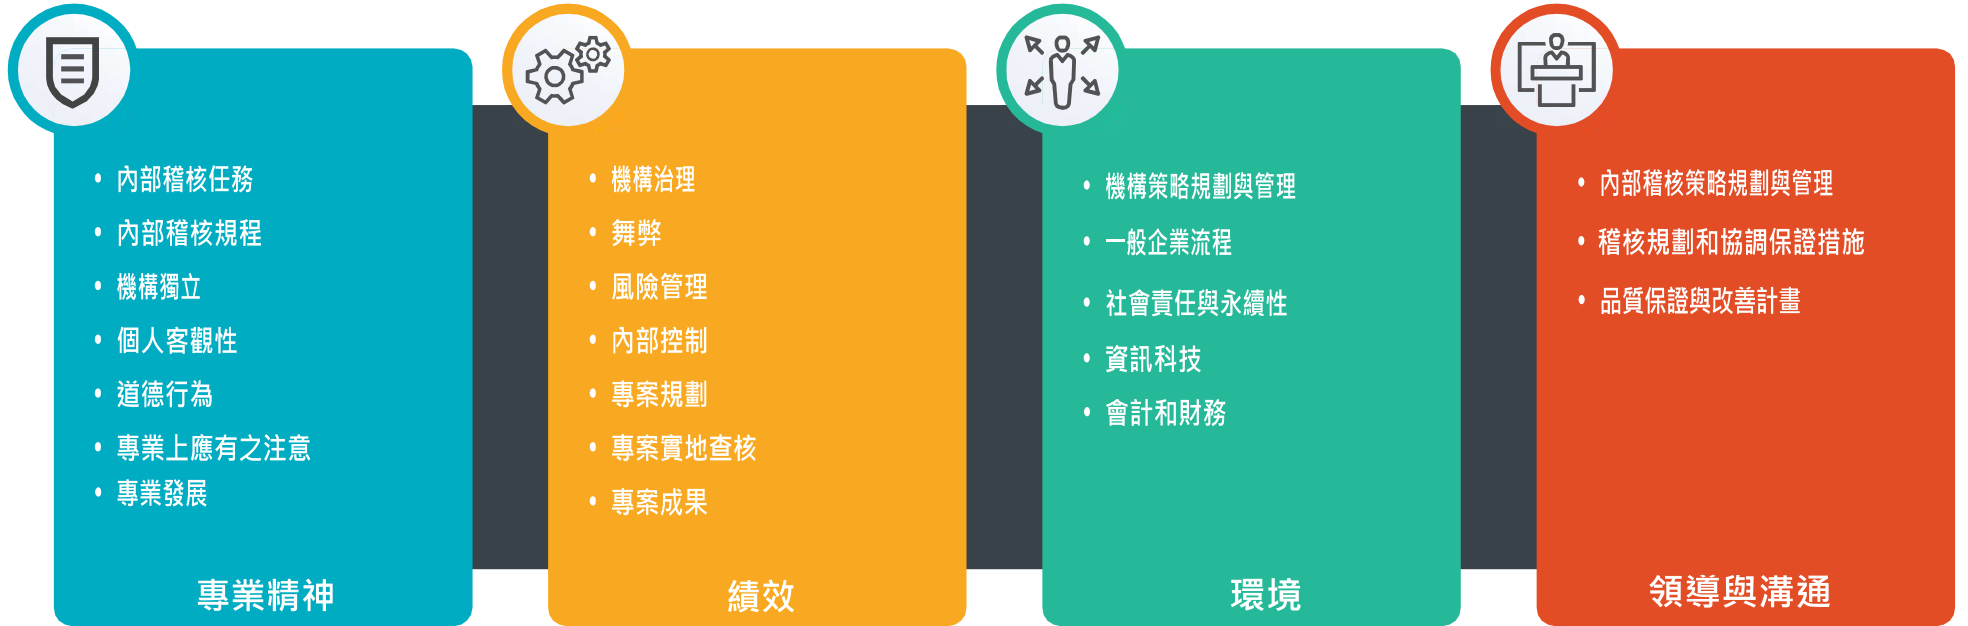 • 內部稽核任務
• 內部稽核規程
• 機構獨立
• 個人客觀性
• 道德行為
• 專業上應有之注意
• 專業發展
專業精神
• 機構治理
• 舞弊
• 風險管理
• 內部控制
• 專案規劃
• 專案實地查核
• 專案成果
績效
• 機構策略規劃與管理
• 一般企業流程
• 社會責任與永續性
• 資訊科技
• 會計和財務
環境
• 內部稽核策略規劃與管理
• 稽核規劃和協調保證措施
• 品質保證與改善計畫
領導與溝通